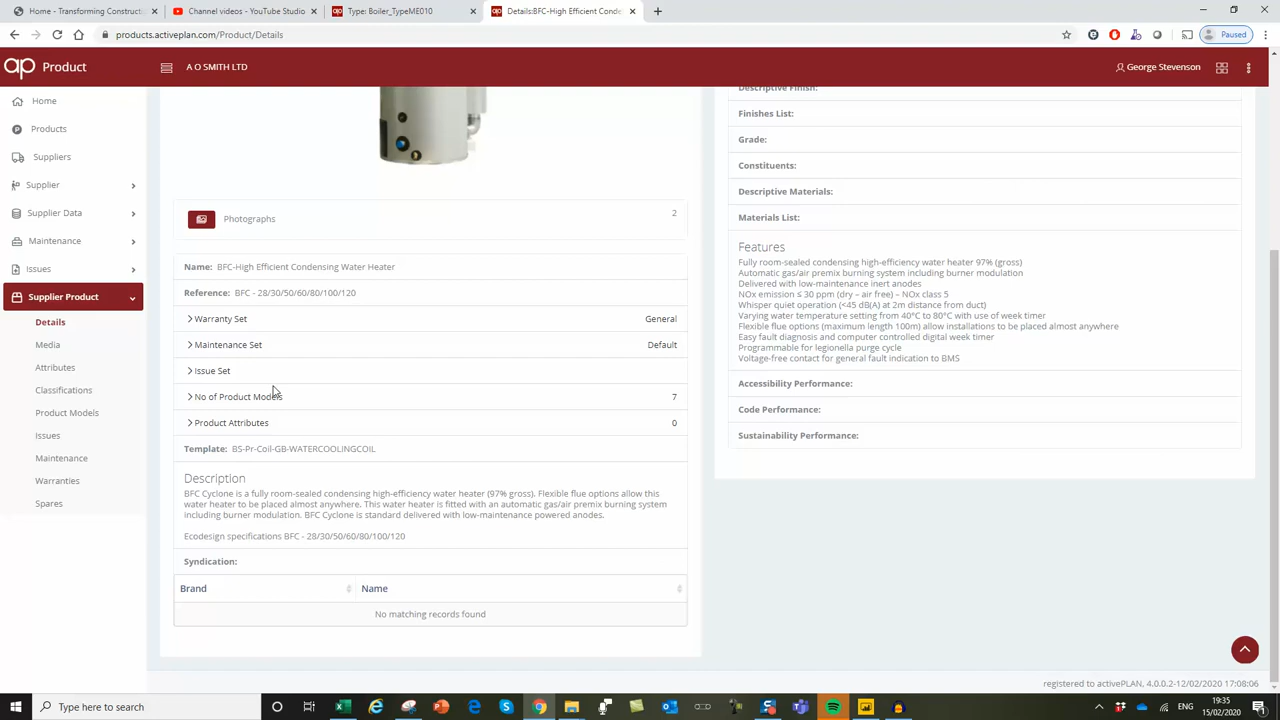 Home - Transforming Construct
Channel videos - YouTube Studio
Type: Boiler_TypeME010
Details:BFC-High Efficient Conde
products.activeplan.com/Product/Details
Paused
ap Product
A O SMITH LTD
George Stevenson
Home
Products
Suppliers
Supplier
Supplier Data
Maintenance
Issues
Supplier Product
Details
Media
Attributes
Classifications
Product Models
Issues
Maintenance
Warranties
Spares
Photographs
2
Name: BFC-High Efficient Condensing Water Heater
Reference: BFC - 28/30/50/60/80/100/120
Warranty Set General
Maintenance Set Default
Issue Set
No of Product Models 7
Product Attributes 0
Template: BS-Pr-Coil-GB-WATERCOOLINGCOIL
Description
BFC Cyclone is a fully room-sealed condensing high-efficiency water heater (97% gross). Flexible flue options allow this
water heater to be placed almost anywhere. This water heater is fitted with an automatic gas/air premix burning system
including burner modulation. BFC Cyclone is standard delivered with low-maintenance powered anodes.
Ecodesign specifications BFC - 28/30/50/60/80/100/120
Syndication:
Brand Name
No matching records found
Descriptive Finish:
Finishes List:
Grade:
Constituents:
Descriptive Materials:
Materials List:
Features
Fully room-sealed condensing high-efficiency water heater 97% (gross)
Automatic gas/air premix burning system including burner modulation
Delivered with low-maintenance inert anodes
NOx emission ≤ 30 ppm (dry – air free) – NOx class 5
Whisper quiet operation (<45 dB(A) at 2m distance from duct)
Varying water temperature setting from 40°C to 80°C with use of week timer
Flexible flue options (maximum length 100m) allow installations to be placed almost anywhere
Easy fault diagnosis and computer controlled digital week timer
Programmable for legionella purge cycle
Voltage-free contact for general fault indication to BMS
Accessibility Performance:
Code Performance:
Sustainability Performance:
registered to activePLAN, 4.0.0.2-12/02/2020 17:08:06
Type here to search
19:35
15/02/2020